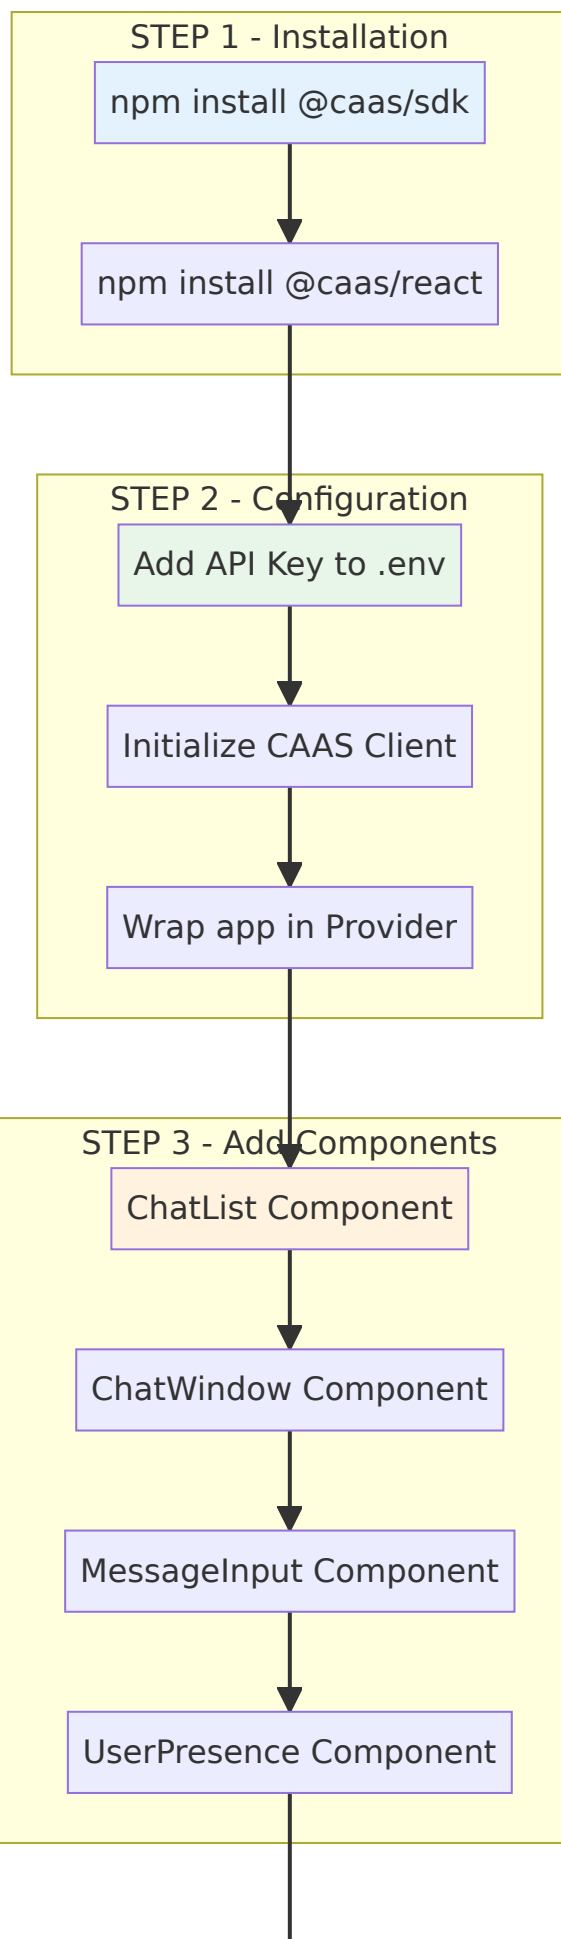 STEP 1 - Installation
npm install @caas/sdk
npm install @caas/react
STEP 2 - Configuration
Add API Key to .env
Initialize CAAS Client
Wrap app in Provider
STEP 3 - Add Components
ChatList Component
ChatWindow Component
MessageInput Component
UserPresence Component